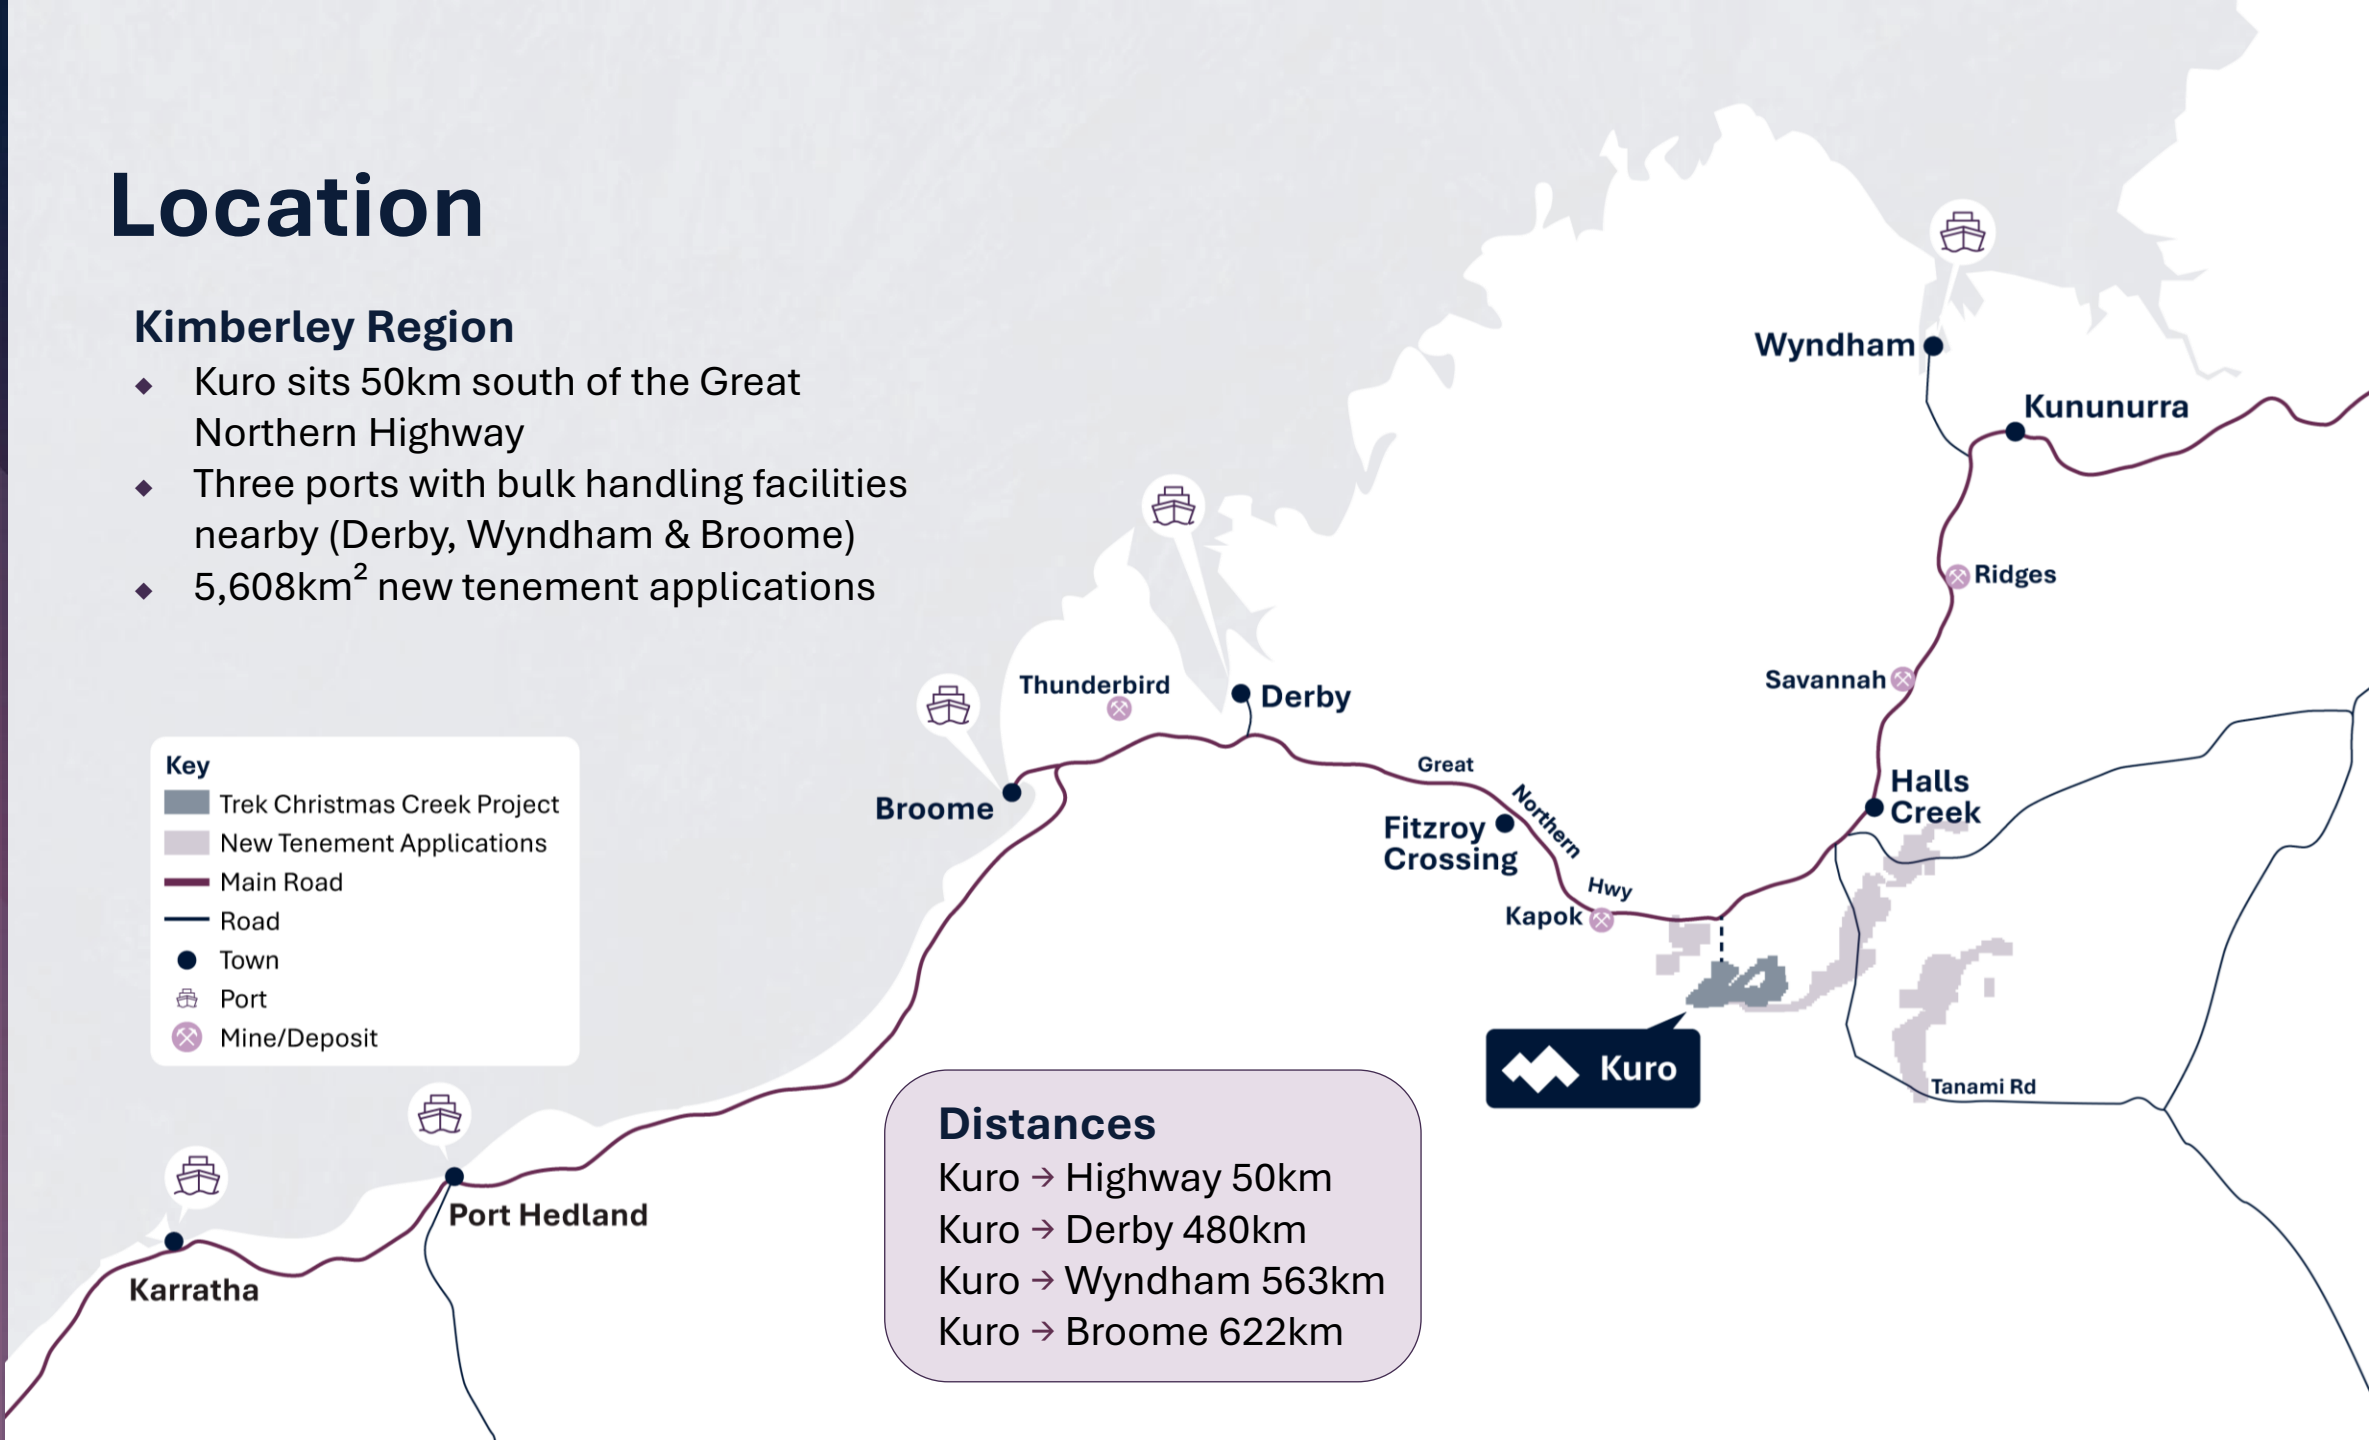 Location
Kimberley Region
Kuro sits 50km south of the Great
Northern Highway
Three ports with bulk handling facilities
nearby (Derby, Wyndham & Broome)
5,608km² new tenement applications
Key
Trek Christmas Creek Project
New Tenement Applications
Main Road
Road
Town
Port
Mine/Deposit
Wyndham
Kununurra
Ridges
Savannah
Thunderbird
Derby
Broome
Great
Northern
Hwy
Fitzroy
Crossing
Halls
Creek
Kapok
Kuro
Tanami Rd
Port Hedland
Karratha
Distances
Kuro → Highway 50km
Kuro → Derby 480km
Kuro → Wyndham 563km
Kuro → Broome 622km